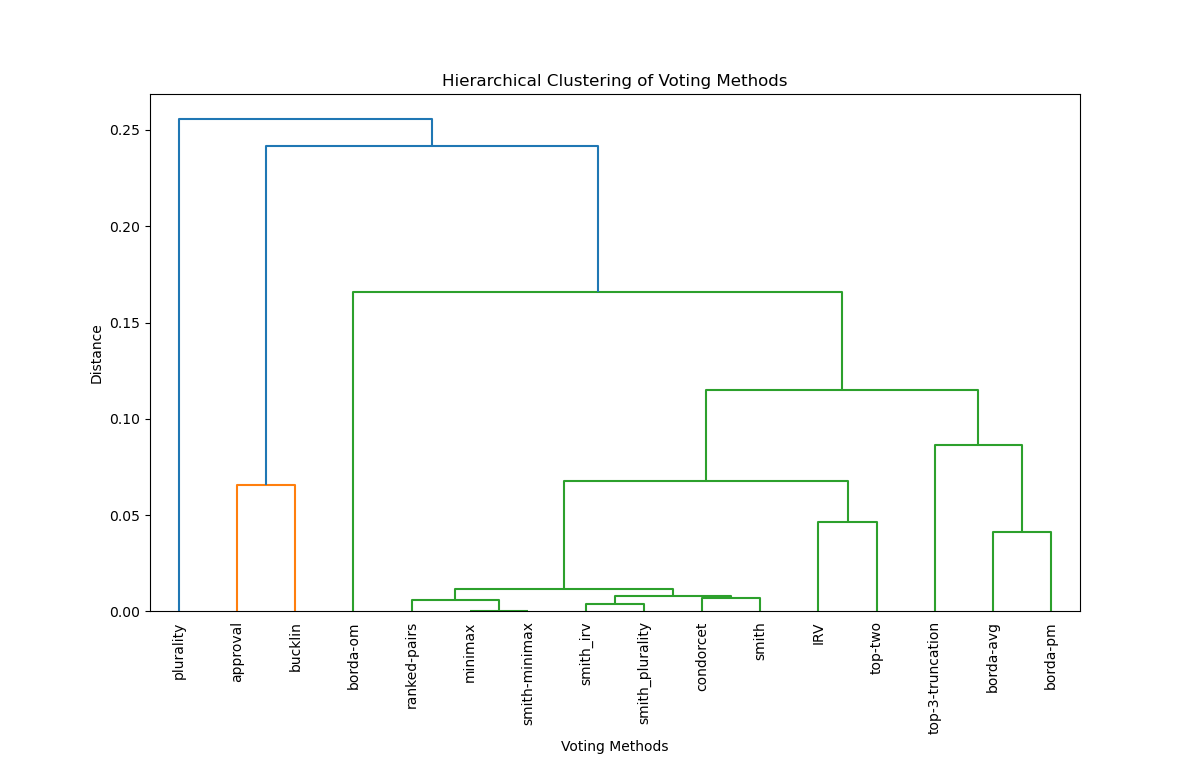 Hierarchical Clustering of Voting Methods
0.25
0.20
0.15
0.10
0.05
0.00
Distance
plurality
approval
bucklin
borda-om
ranked-pairs
minimax
smith-minimax
smith_irv
smith_plurality
condorcet
smith
IRV
top-two
top-3-truncation
borda-avg
borda-pm
Voting Methods